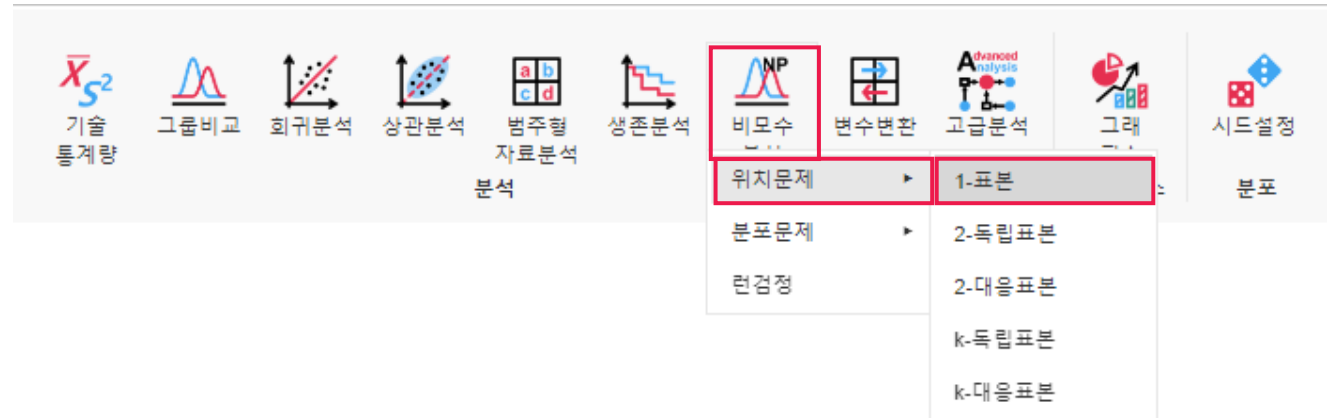 X̄
S²
기술
통계량
그룹비교
회귀분석
상관분석
a b
c d
범주형
자료분석
생존분석
NP
비모수
변수변환
Advanced
Analysis
고급분석
그래
시드설정
분석
분포
위치문제
분포문제
런검정
1-표본
2-독립표본
2-대응표본
k-독립표본
k-대응표본